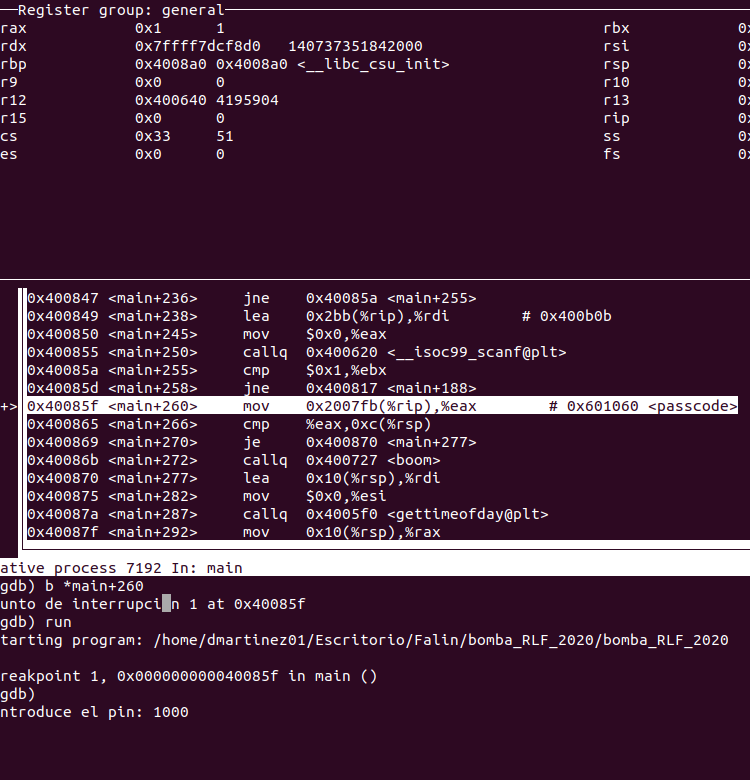 Register group: general
rax 0x1 1 rbx 0x
rdx 0x7ffff7dcf8d0 140737351842000 rsi 0x
rbp 0x4008a0 0x4008a0 <__libc_csu_init> rsp 0x
r9 0x0 0 r10 0x
r12 0x400640 4195904 r13 0x
r15 0x0 0 rip 0x
cs 0x33 51 ss 0x
es 0x0 0 fs 0x
0x400847 <main+236> jne 0x40085a <main+255>
0x400849 <main+238> lea 0x2bb(%rip),%rdi # 0x400b0b
0x400850 <main+245> mov $0x0,%eax
0x400855 <main+250> callq 0x400620 <__isoc99_scanf@plt>
0x40085a <main+255> cmp $0x1,%ebx
0x40085d <main+258> jne 0x400817 <main+188>
+> 0x40085f <main+260> mov 0x2007fb(%rip),%eax # 0x601060 <passcode>
0x400865 <main+266> cmp %eax,0xc(%rsp)
0x400869 <main+270> je 0x400870 <main+277>
0x40086b <main+272> callq 0x400727 <boom>
0x400870 <main+277> lea 0x10(%rsp),%rdi
0x400875 <main+282> mov $0x0,%esi
0x40087a <main+287> callq 0x4005f0 <gettimeofday@plt>
0x40087f <main+292> mov 0x10(%rsp),%rax
ative process 7192 In: main
gdb) b *main+260
unto de interrupción 1 at 0x40085f
gdb) run
tarting program: /home/dmartinez01/Escritorio/Falin/bomba_RLF_2020/bomba_RLF_2020
reakpoint 1, 0x000000000040085f in main ()
gdb)
ntroduce el pin: 1000